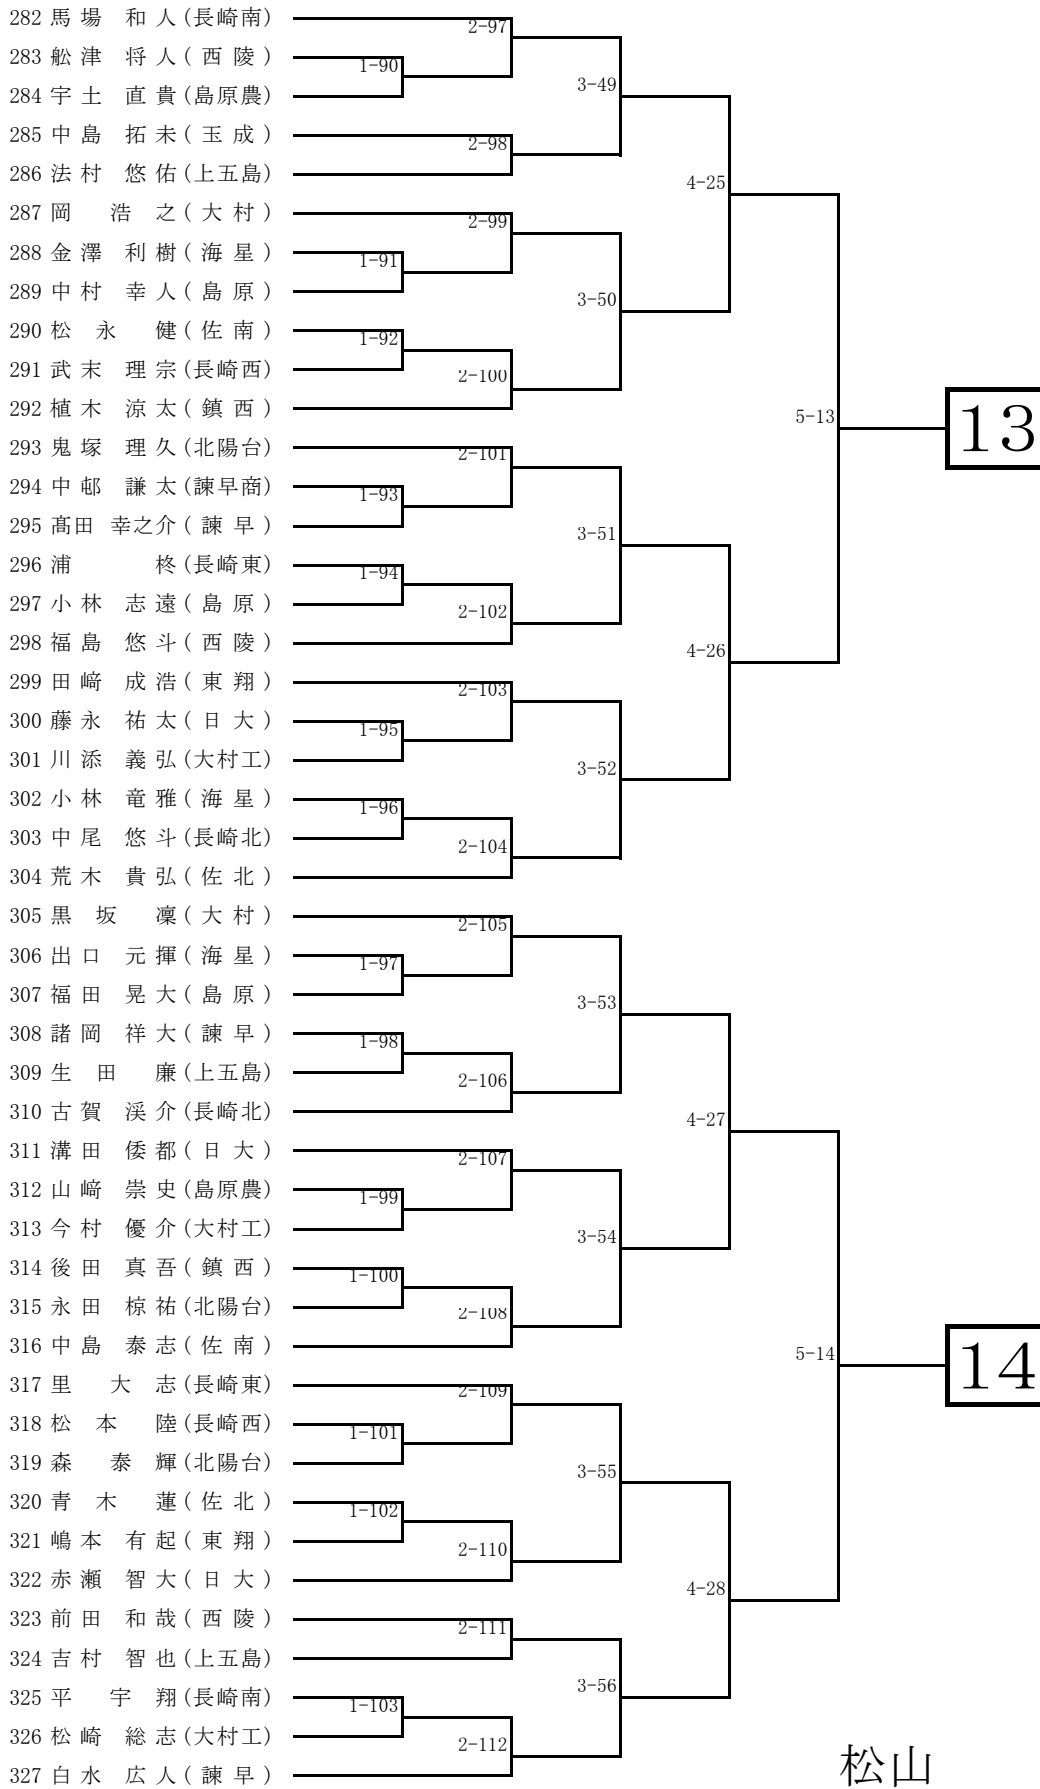 282 馬場 和人(長崎南)
2-97
283 舩津 将人(西陵)
1-90
3-49
284 宇土 直貴(島原農)
285 中島 拓未(玉成)
2-98
286 法村 悠佑(上五島)
4-25
287 岡 浩之(大村)
2-99
288 金澤 利樹(海星)
1-91
289 中村 幸人(島原)
3-50
290 松永 健(佐南)
1-92
291 武末 理宗(長崎西)
2-100
292 植木 涼太(鎮西)
5-13
13
293 鬼塚 理久(北陽台)
2-101
294 中邨 謙太(諫早商)
1-93
295 髙田 幸之介(諫早)
3-51
296 浦 柊(長崎東)
1-94
297 小林 志遠(島原)
2-102
298 福島 悠斗(西陵)
4-26
299 田﨑 成浩(東翔)
2-103
300 藤永 祐太(日大)
1-95
301 川添 義弘(大村工)
3-52
302 小林 竜雅(海星)
1-96
303 中尾 悠斗(長崎北)
2-104
304 荒木 貴弘(佐北)
305 黒坂 凜(大村)
2-105
306 出口 元揮(海星)
1-97
307 福田 晃大(島原)
3-53
308 諸岡 祥大(諫早)
1-98
309 生田 廉(上五島)
2-106
310 古賀 渓介(長崎北)
4-27
311 溝田 倭都(日大)
2-107
312 山﨑 崇史(島原農)
1-99
313 今村 優介(大村工)
3-54
314 後田 真吾(鎮西)
1-100
315 永田 椋祐(北陽台)
2-108
316 中島 泰志(佐南)
5-14
14
317 里 大志(長崎東)
2-109
318 松本 陸(長崎西)
1-101
319 森 泰輝(北陽台)
3-55
320 青木 蓮(佐北)
1-102
321 嶋本 有起(東翔)
2-110
322 赤瀬 智大(日大)
4-28
323 前田 和哉(西陵)
2-111
324 吉村 智也(上五島)
3-56
325 平 宇翔(長崎南)
1-103
326 松崎 総志(大村工)
2-112
327 白水 広人(諫早)
松山